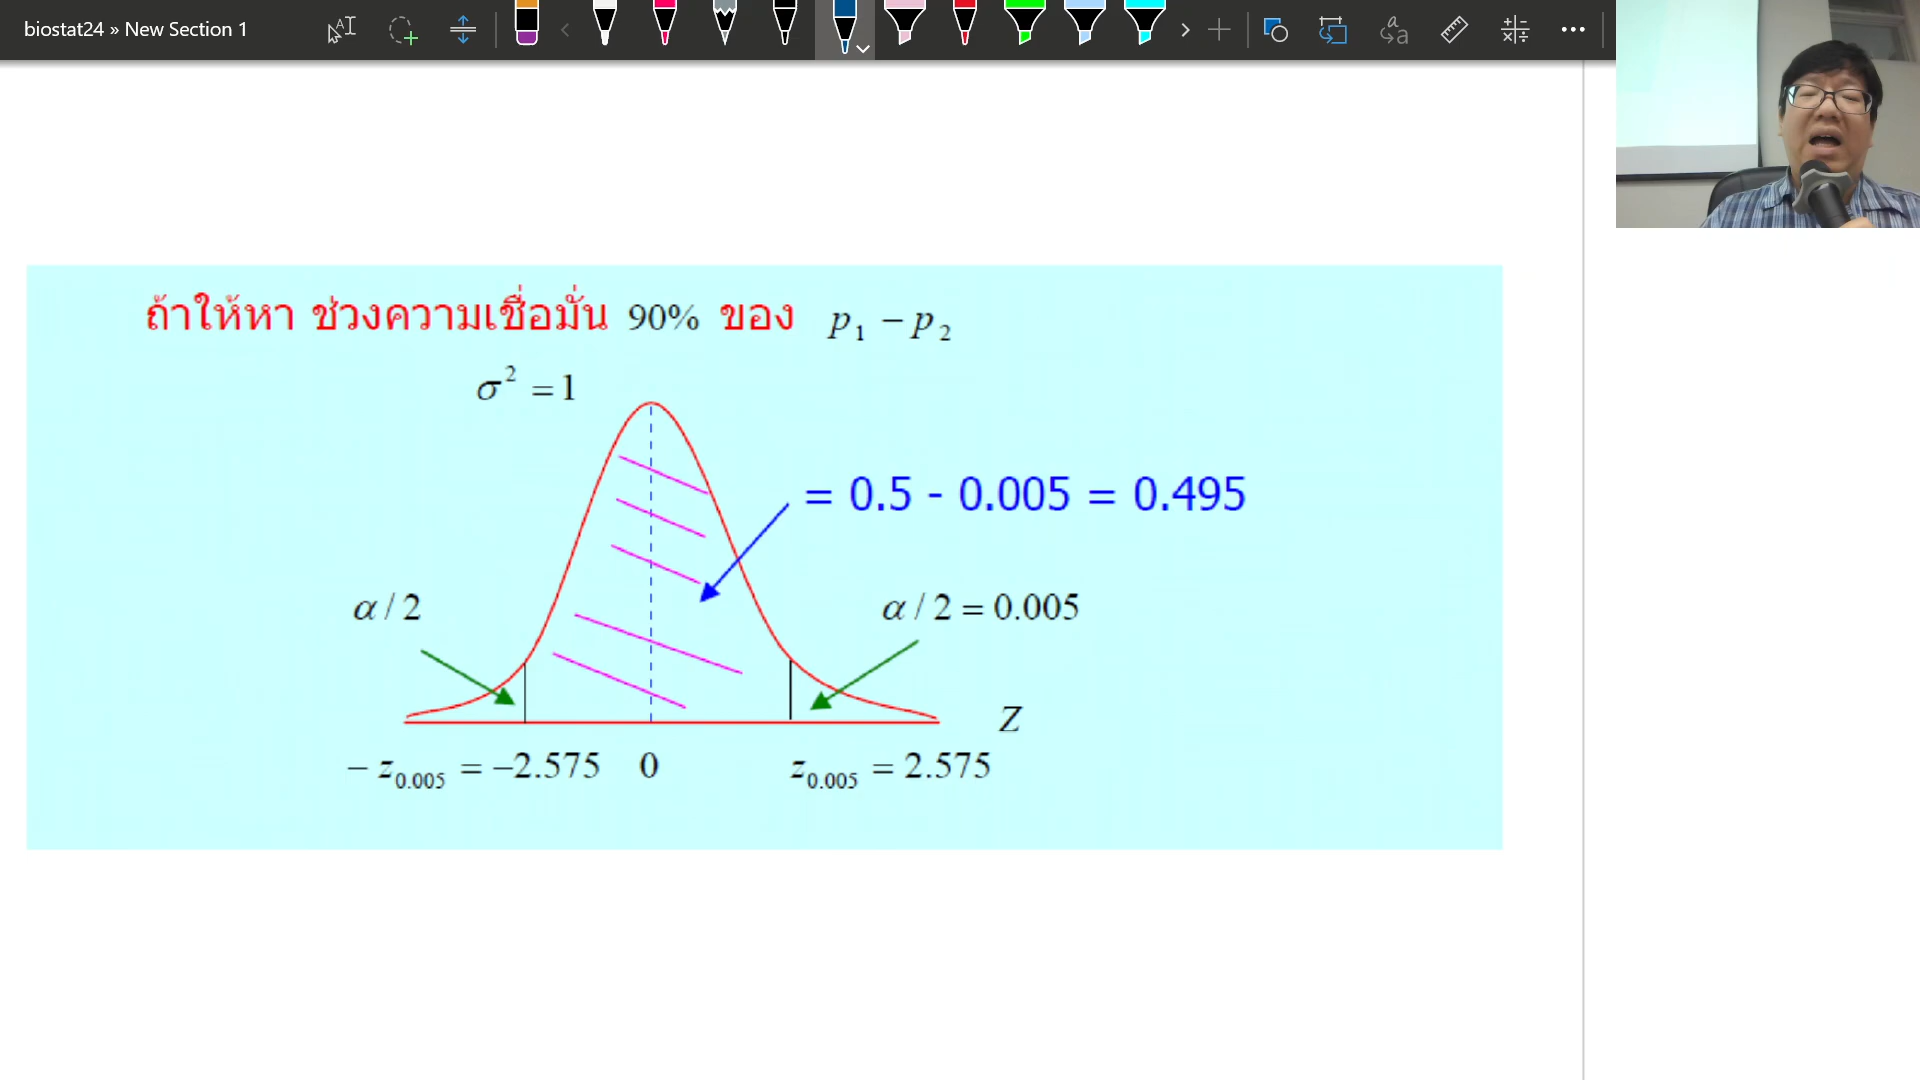 biostat24 » New Section 1
ถ้าให้หา ช่วงความเชื่อมั่น 90% ของ p₁ − p₂
σ² = 1
= 0.5 - 0.005 = 0.495
α / 2
α / 2 = 0.005
Z
− z₀.₀₀₅ = −2.575 0 z₀.₀₀₅ = 2.575